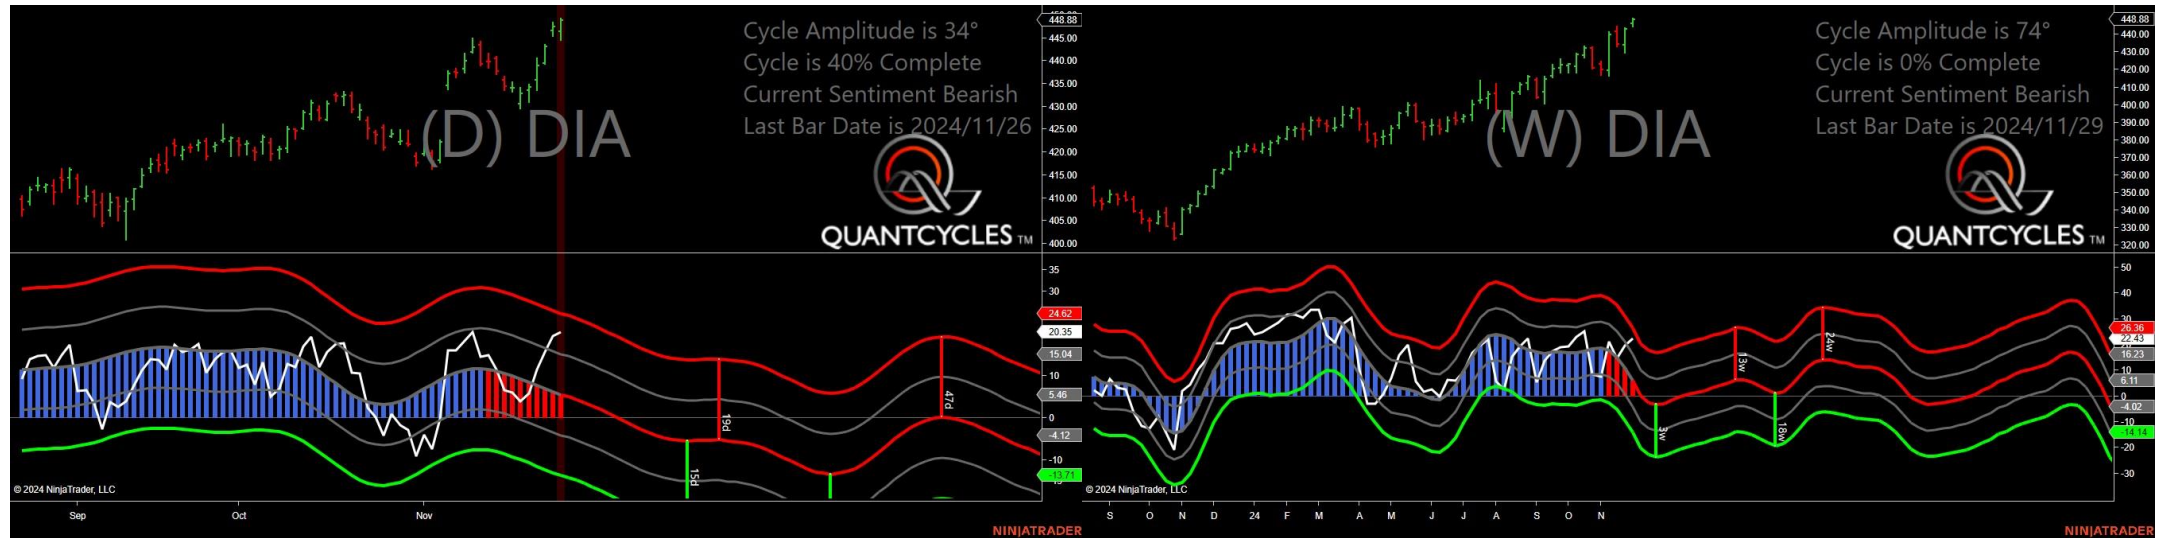 Cycle Amplitude is 34°
Cycle is 40% Complete
Current Sentiment Bearish
Last Bar Date is 2024/11/26
(D) DIA
QUANTCYCLES TM
448.88
445.00
440.00
435.00
430.00
425.00
420.00
415.00
410.00
405.00
400.00
35
30
24.62
20.35
15.04
10
5.46
0
-4.12
-10
-13.71
15d
19d
47d
© 2024 NinjaTrader, LLC
Sep
Oct
Nov
NINJATRADER
Cycle Amplitude is 74°
Cycle is 0% Complete
Current Sentiment Bearish
Last Bar Date is 2024/11/29
(W) DIA
QUANTCYCLES TM
448.88
440.00
430.00
420.00
410.00
400.00
390.00
380.00
370.00
360.00
350.00
340.00
330.00
320.00
50
40
30
26.36
22.43
16.23
10
6.11
0
-4.02
-10
-14.14
-20
-30
3w
13w
18w
24w
© 2024 NinjaTrader, LLC
S O N D 24 F M A M J J A S O N
NINJATRADER